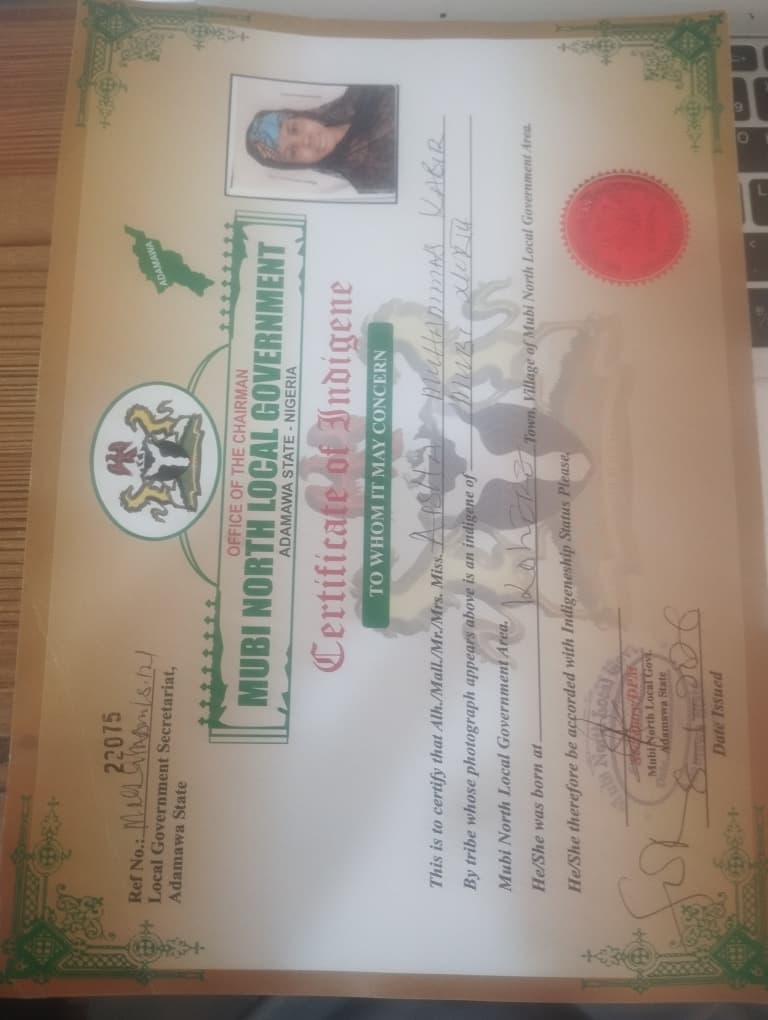 22075
Ref No.:
Local Government Secretariat,
Adamawa State
ADAMAWA
OFFICE OF THE CHAIRMAN
MUBI NORTH LOCAL GOVERNMENT
ADAMAWA STATE - NIGERIA
Certificate of Indigene
TO WHOM IT MAY CONCERN
This is to certify that Alh./Mall./Mr./Mrs. Miss. MUHAMMAD KABIR
By tribe whose photograph appears above is an indigene of MUBI
Mubi North Local Government Area.
He/She was born at Town, Village of Mubi North Local Government Area.
He/She therefore be accorded with Indigeneship Status Please.
Mubi North Local Govt.
Adamawa State
Date Issued